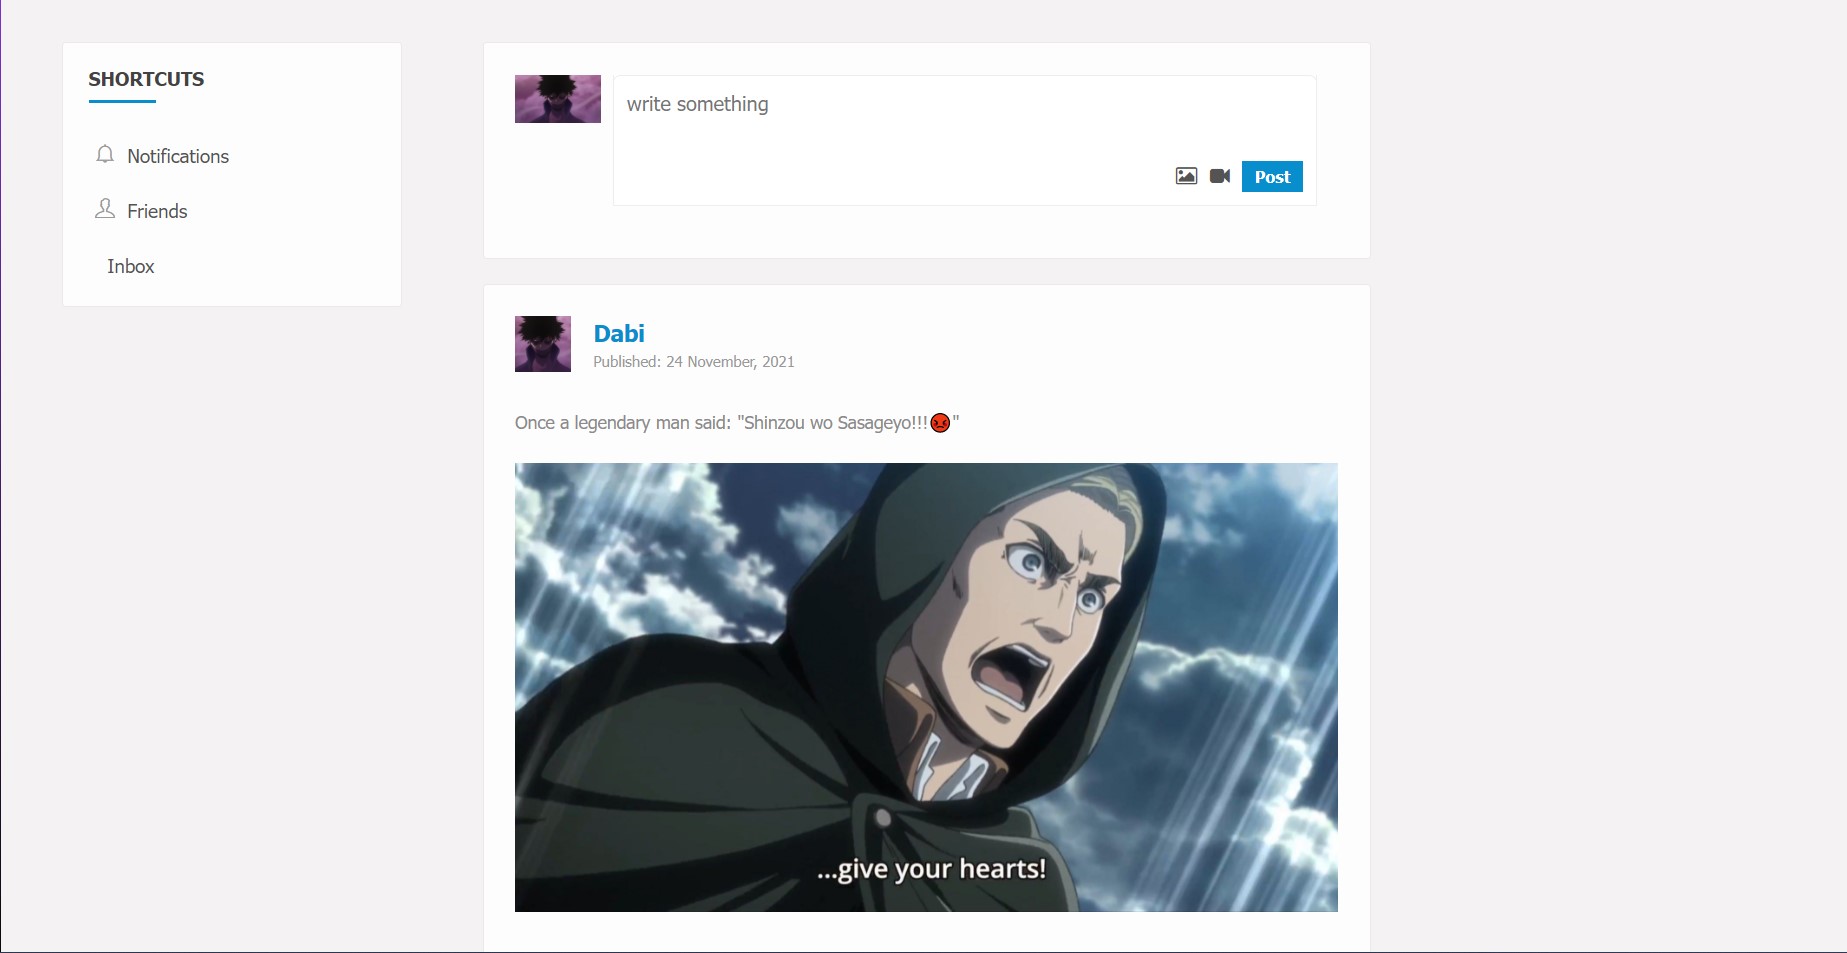 SHORTCUTS
Notifications
Friends
Inbox
write something
Post
Dabi
Published: 24 November, 2021
Once a legendary man said: "Shinzou wo Sasageyo!!!😡"
...give your hearts!